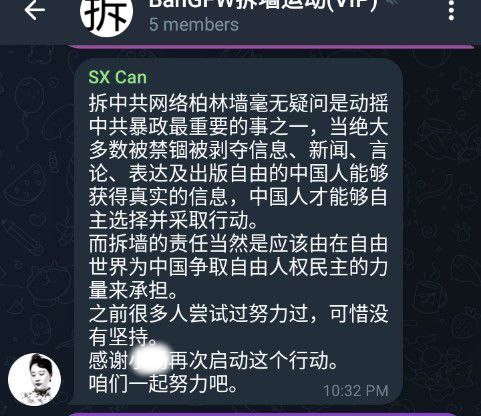 拆
BanGFW拆墙运动(VIP)
5 members
SX Can
拆中共网络柏林墙毫无疑问是动摇
中共暴政最重要的事之一，当绝大
多数被禁锢被剥夺信息、新闻、言
论、表达及出版自由的中国人能够
获得真实的信息，中国人才能够自
主选择并采取行动。
而拆墙的责任当然是应该由在自由
世界为中国争取自由人权民主的力
量来承担。
之前很多人尝试过努力过，可惜没
有坚持。
感谢小 再次启动这个行动。
咱们一起努力吧。
10:32 PM